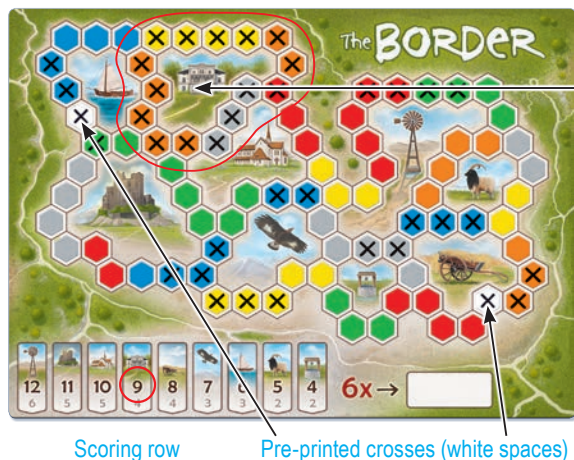 The BORDER
12 11 10 9 8 7 6 5 4
6 5 5 4 4 3 3 2 2
6x→
Scoring row
Pre-printed crosses (white spaces)